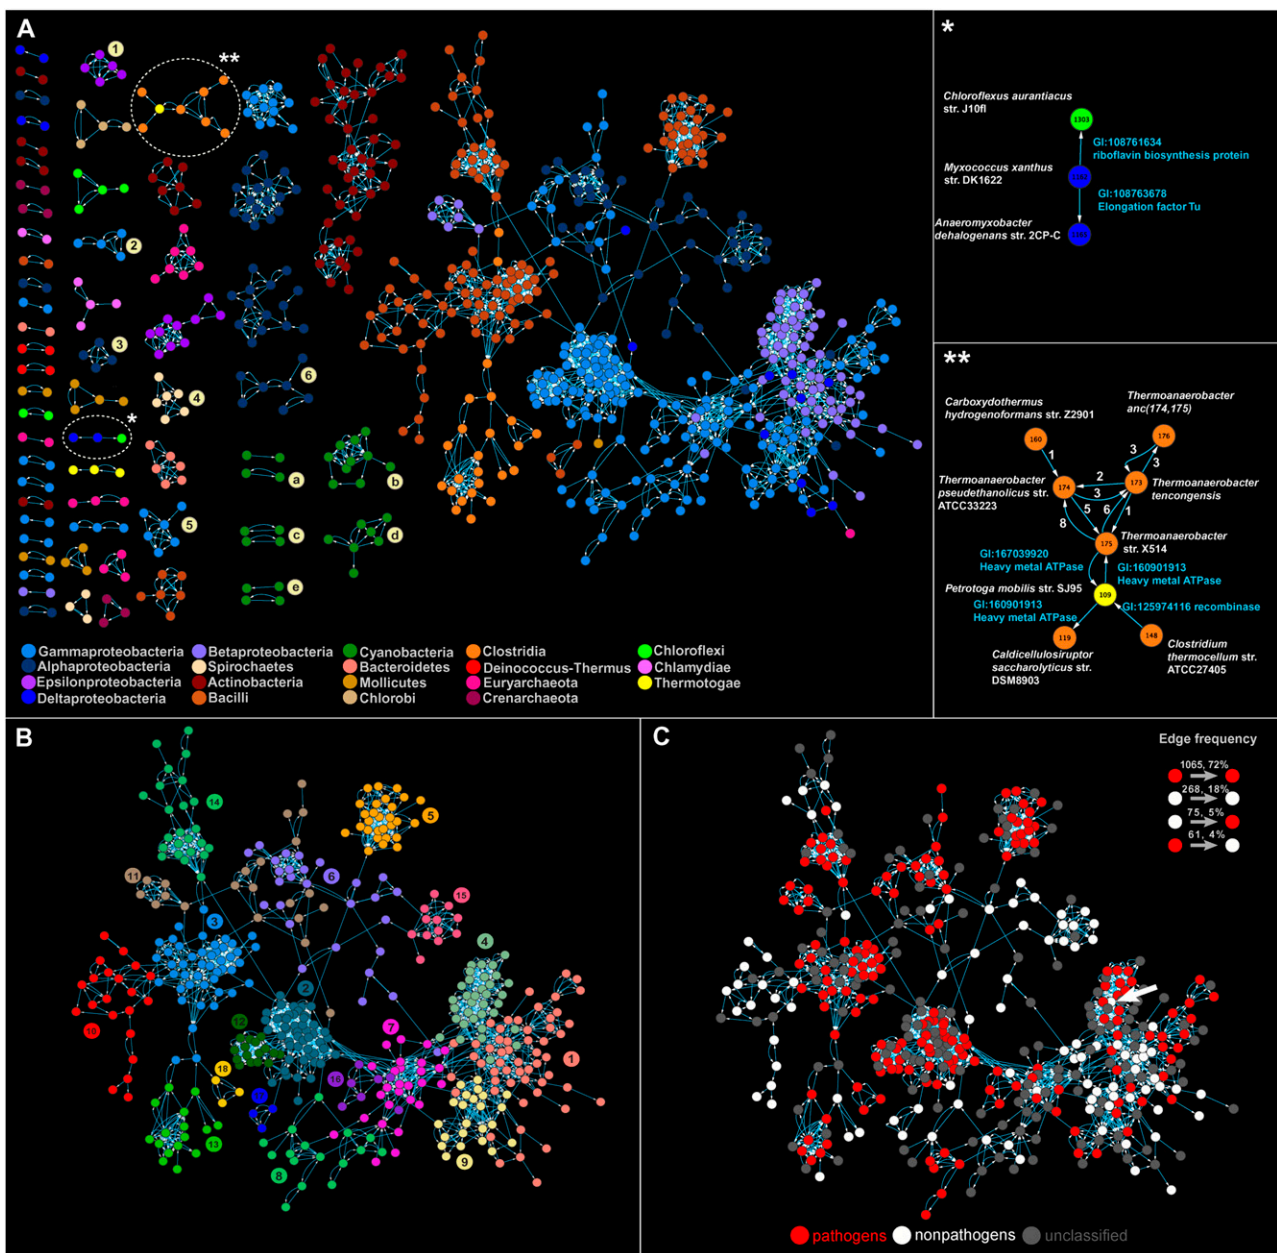 A
1
**
2
3
4
*
5
6
a
b
c
d
e
Gammaproteobacteria
Alphaproteobacteria
Epsilonproteobacteria
Deltaproteobacteria
Betaproteobacteria
Spirochaetes
Actinobacteria
Bacilli
Cyanobacteria
Bacteroidetes
Mollicutes
Chlorobi
Clostridia
Deinococcus-Thermus
Euryarchaeota
Crenarchaeota
Chloroflexi
Chlamydiae
Thermotogae
*
Chloroflexus aurantiacus
str. J10fl
1303
GI:108761634
riboflavin biosynthesis protein
Myxococcus xanthus
str. DK1622
GI:108763678
Elongation factor Tu
Anaeromyxobacter
dehalogenans str. 2CP-C
**
Carboxydothermus
hydrogenoformans str. Z2901
Thermoanaerobacter
anc(174,175)
160
176
1
3
3
Thermoanaerobacter
pseudethanolicus str.
ATCC33223
174
2
3
173
Thermoanaerobacter
tencongensis
5
6
1
8
175
Thermoanaerobacter
str. X514
GI:167039920
Heavy metal ATPase
GI:160901913
Heavy metal ATPase
Petrotoga mobilis str. SJ95
109
GI:160901913
Heavy metal ATPase
GI:125974116 recombinase
119
148
Caldicellulosiruptor
saccharolyticus str.
DSM8903
Clostridium
thermocellum str.
ATCC27405
B
14
5
11
6
15
3
4
2
10
12
7
18
16
1
13
8
9
C
Edge frequency
1065, 72%
268, 18%
75, 5%
61, 4%
pathogens
nonpathogens
unclassified